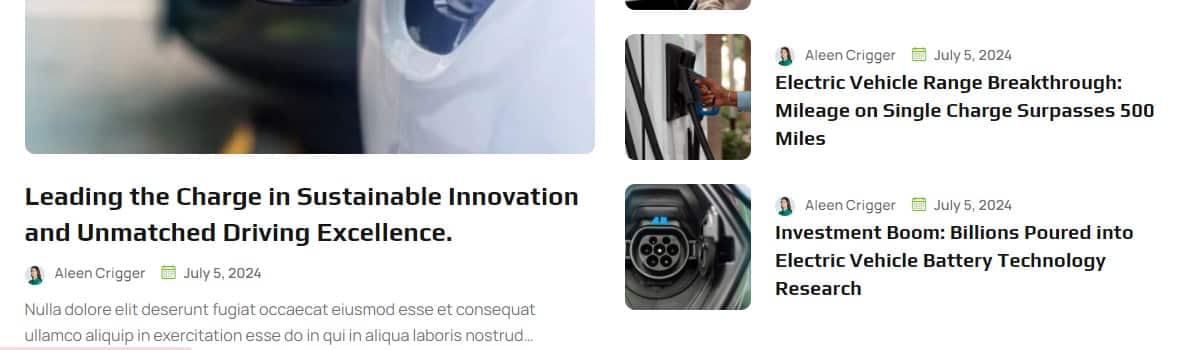 Leading the Charge in Sustainable Innovation
and Unmatched Driving Excellence.
Aleen Crigger July 5, 2024
Nulla dolore elit deserunt fugiat occaecat eiusmod esse et consequat
ullamco aliquip in exercitation esse do in qui in aliqua laboris nostrud...
Aleen Crigger July 5, 2024
Electric Vehicle Range Breakthrough:
Mileage on Single Charge Surpasses 500
Miles
Aleen Crigger July 5, 2024
Investment Boom: Billions Poured into
Electric Vehicle Battery Technology
Research